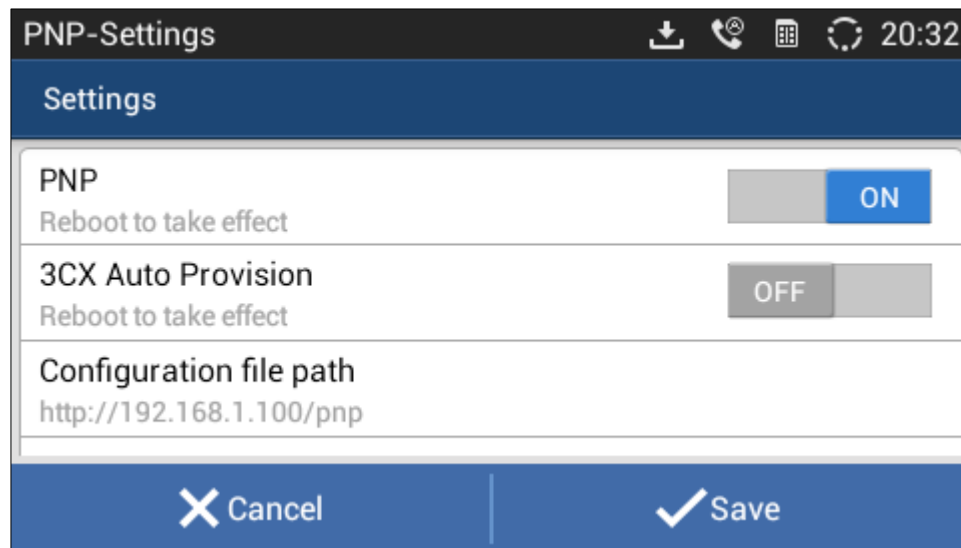 PNP-Settings 20:32
Settings
PNP
Reboot to take effect
ON
3CX Auto Provision
Reboot to take effect
OFF
Configuration file path
http://192.168.1.100/pnp
Cancel
Save